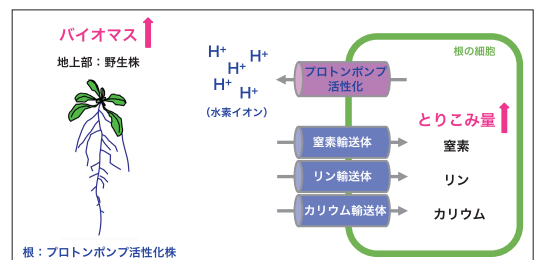 バイオマス
地上部:野生株
根:プロトンポンプ活性化株
H⁺
H⁺
H⁺
H⁺
H⁺
(水素イオン)
プロトンポンプ
活性化
根の細胞
とりこみ量
窒素輸送体
窒素
リン輸送体
リン
カリウム輸送体
カリウム